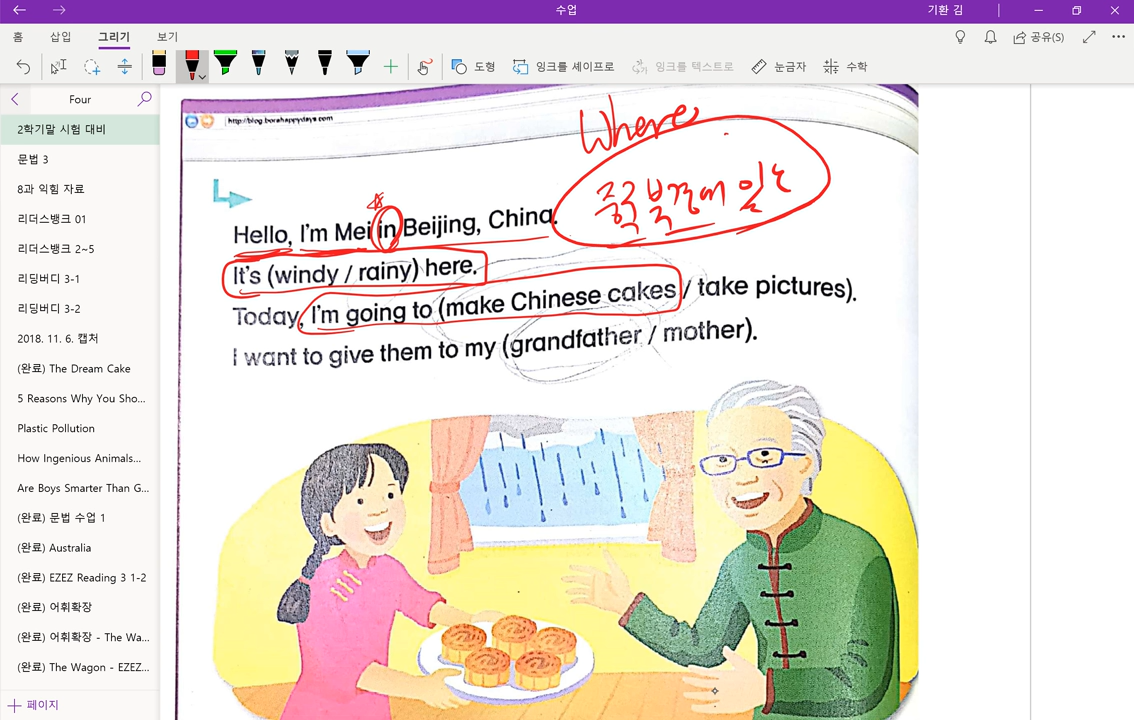 수업
기환 김
홈 삽입 그리기 보기
공유(S)
도형 잉크를 셰이프로 잉크를 텍스트로 눈금자 수학
Four
2학기말 시험 대비
문법 3
8과 익힘 자료
리더스뱅크 01
리더스뱅크 2~5
리딩버디 3-1
리딩버디 3-2
2018. 11. 6. 캡처
(완료) The Dream Cake
5 Reasons Why You Sho...
Plastic Pollution
How Ingenious Animals...
Are Boys Smarter Than G...
(완료) 문법 수업 1
(완료) Australia
(완료) EZEZ Reading 3 1-2
(완료) 어휘확장
(완료) 어휘확장 - The Wa...
(완료) The Wagon - EZEZ...
페이지
http://blog.borahappydays.com
Where
중국 북경에 있는
Hello, I'm Mei in Beijing, China.
It's (windy / rainy) here.
Today, I'm going to (make Chinese cakes / take pictures).
I want to give them to my (grandfather / mother).